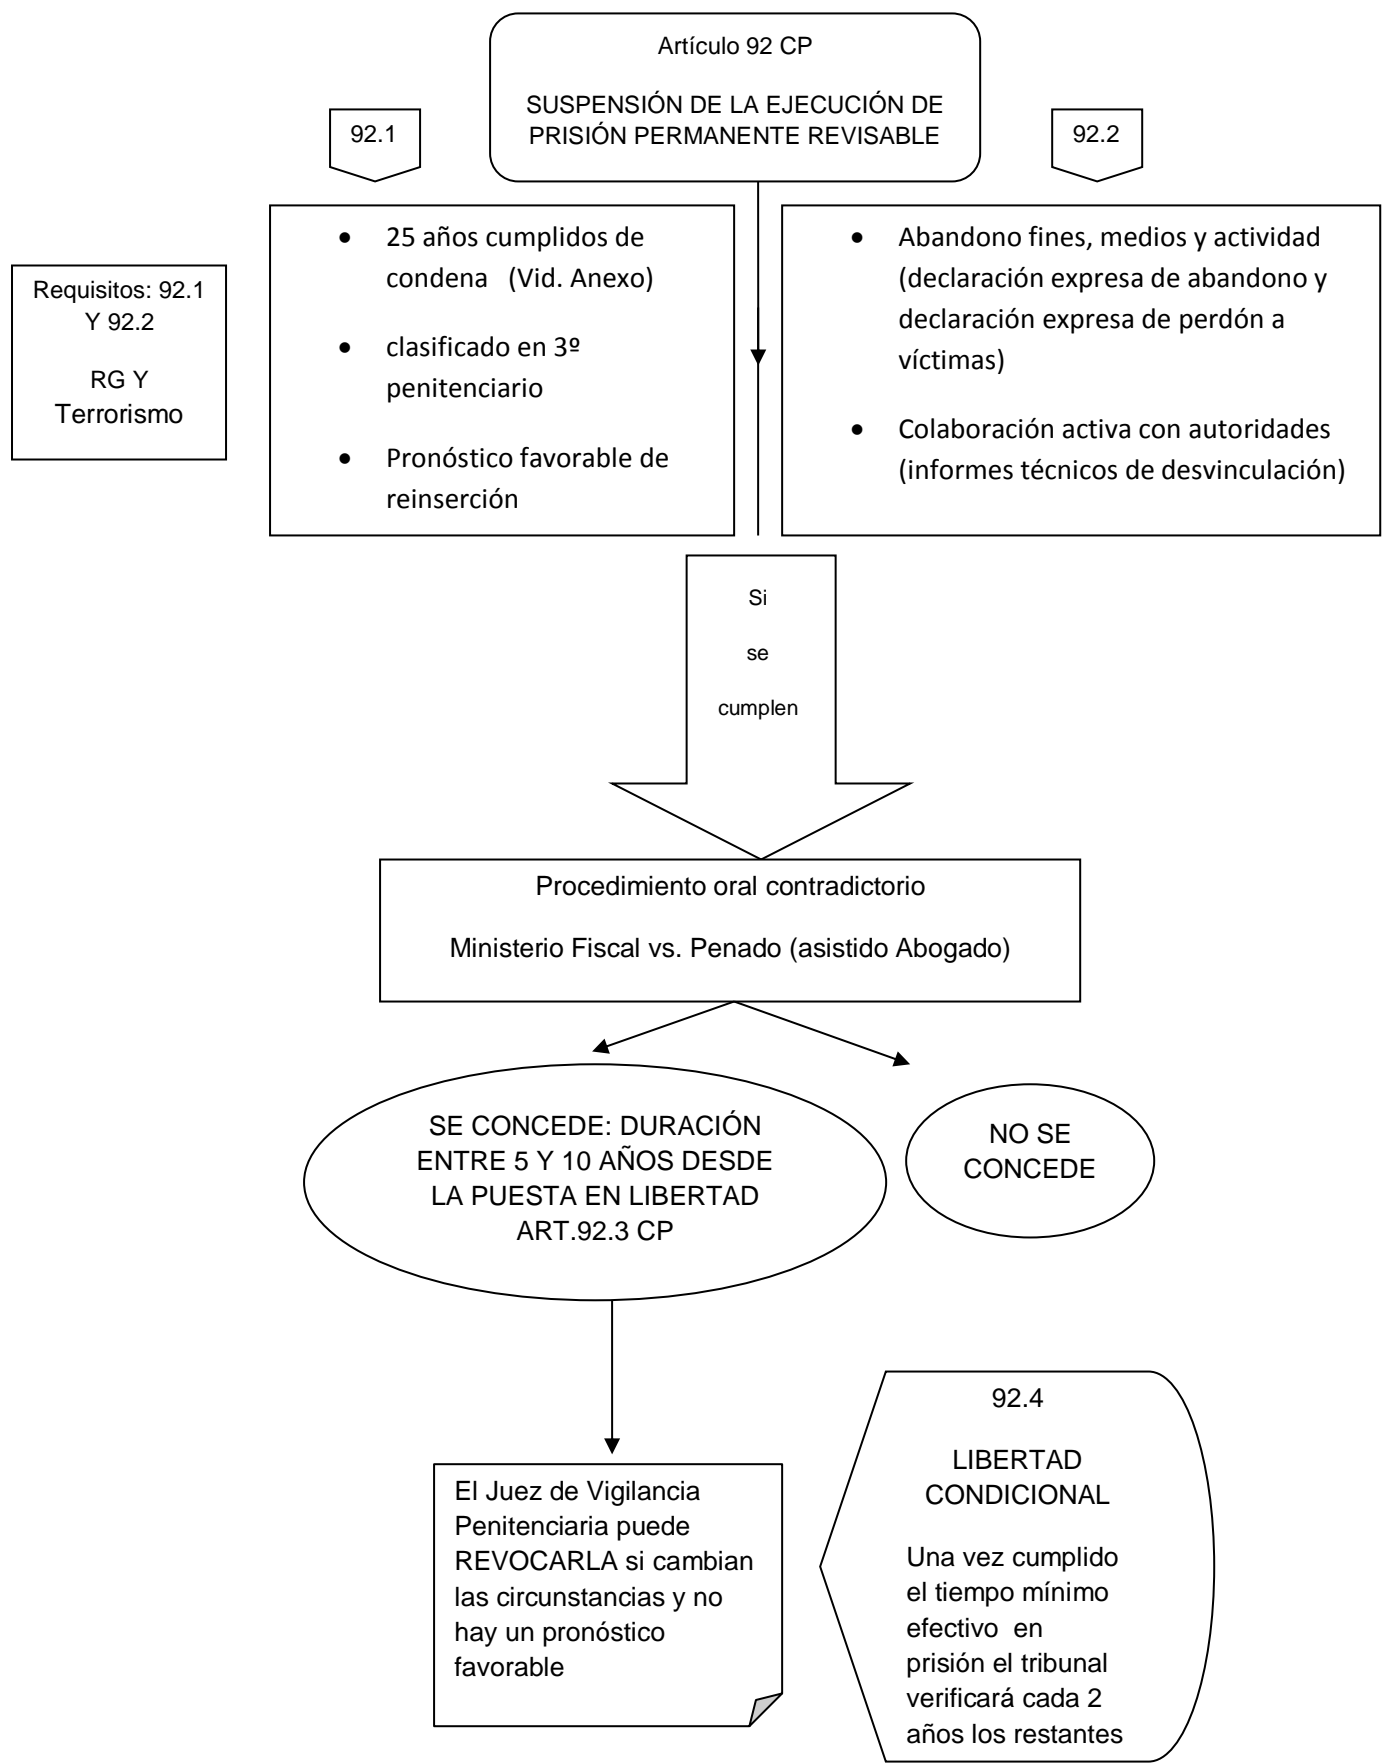 Artículo 92 CP
SUSPENSIÓN DE LA EJECUCIÓN DE
PRISIÓN PERMANENTE REVISABLE
92.1
92.2
Requisitos: 92.1
Y 92.2
RG Y
Terrorismo
• 25 años cumplidos de
condena (Vid. Anexo)
• clasificado en 3º
penitenciario
• Pronóstico favorable de
reinserción
• Abandono fines, medios y actividad
(declaración expresa de abandono y
declaración expresa de perdón a
víctimas)
• Colaboración activa con autoridades
(informes técnicos de desvinculación)
Si
se
cumplen
Procedimiento oral contradictorio
Ministerio Fiscal vs. Penado (asistido Abogado)
SE CONCEDE: DURACIÓN
ENTRE 5 Y 10 AÑOS DESDE
LA PUESTA EN LIBERTAD
ART.92.3 CP
NO SE
CONCEDE
El Juez de Vigilancia
Penitenciaria puede
REVOCARLA si cambian
las circunstancias y no
hay un pronóstico
favorable
92.4
LIBERTAD
CONDICIONAL
Una vez cumplido
el tiempo mínimo
efectivo en
prisión el tribunal
verificará cada 2
años los restantes